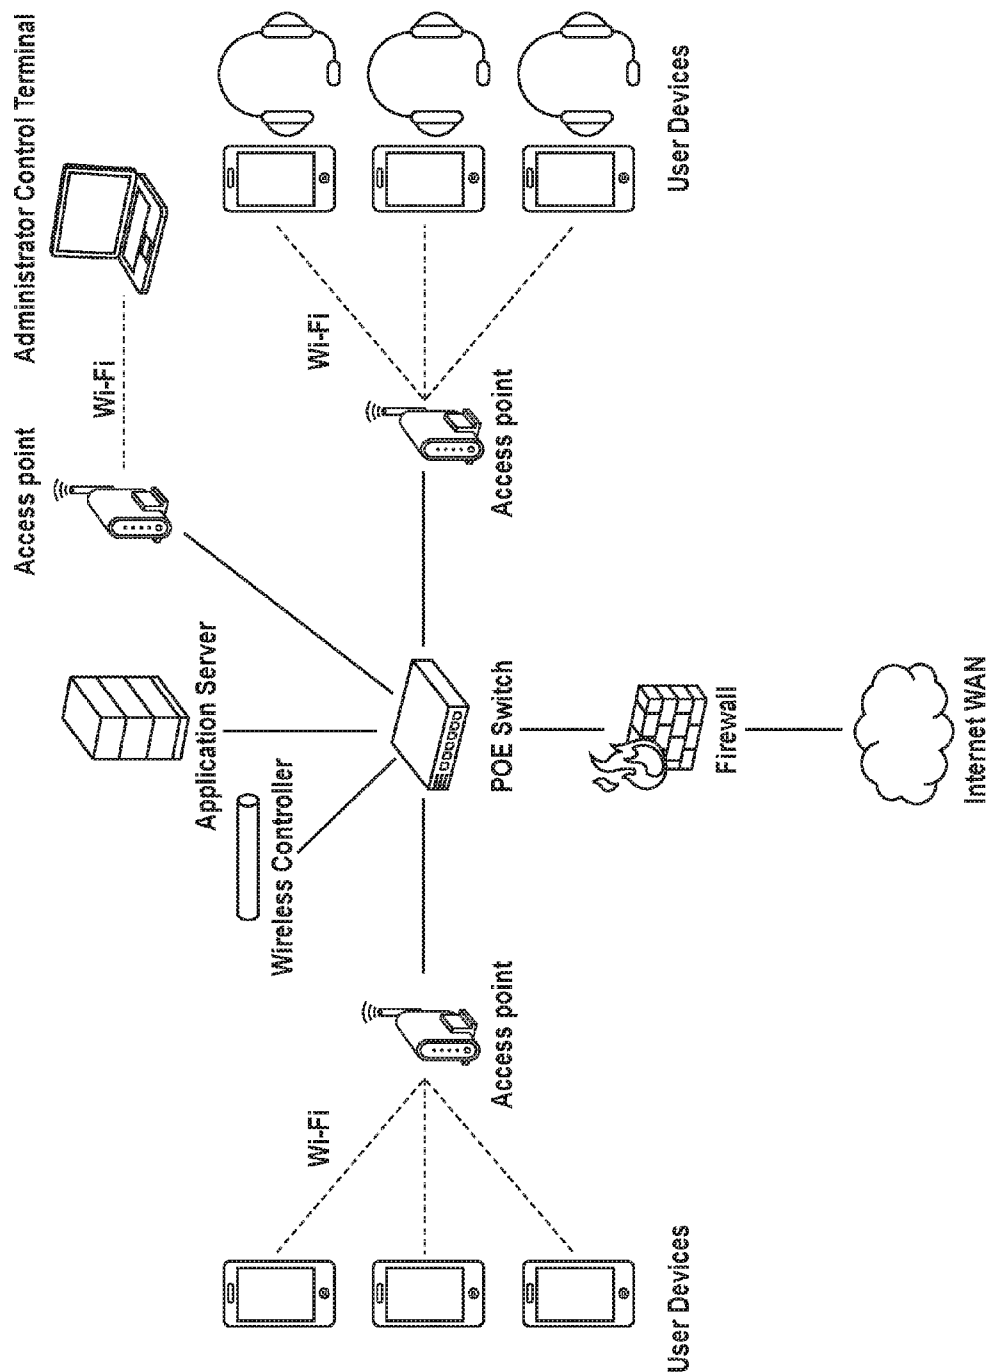 Administrator Control Terminal
Wi-Fi
Access point
Application Server
Wireless Controller
User Devices
Wi-Fi
Access point
POE Switch
Firewall
Internet WAN
Access point
Wi-Fi
User Devices